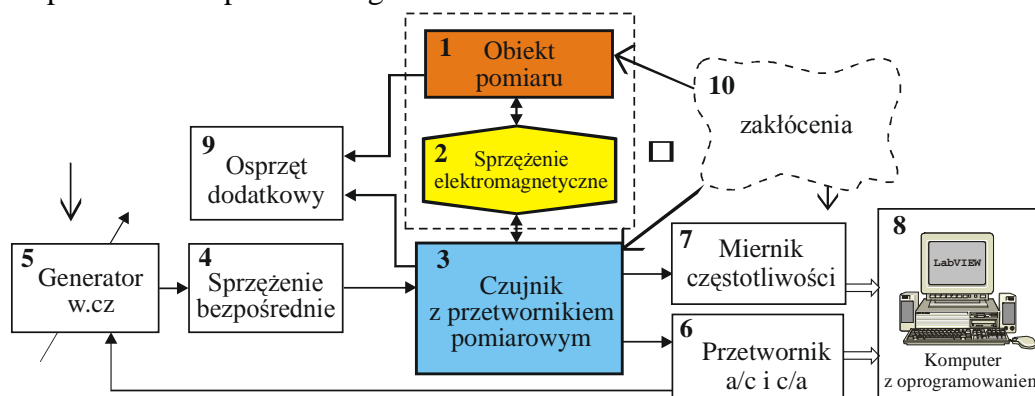 1 Obiekt
pomiaru
10
zakłócenia
9
Osprzęt
dodatkowy
2 Sprzężenie
elektromagnetyczne
5
Generator
w.cz
4
Sprzężenie
bezpośrednie
3
Czujnik
z przetwornikiem
pomiarowym
7
Miernik
częstotliwości
6
Przetwornik
a/c i c/a
8
LabVIEW
Komputer
z oprogramowaniem